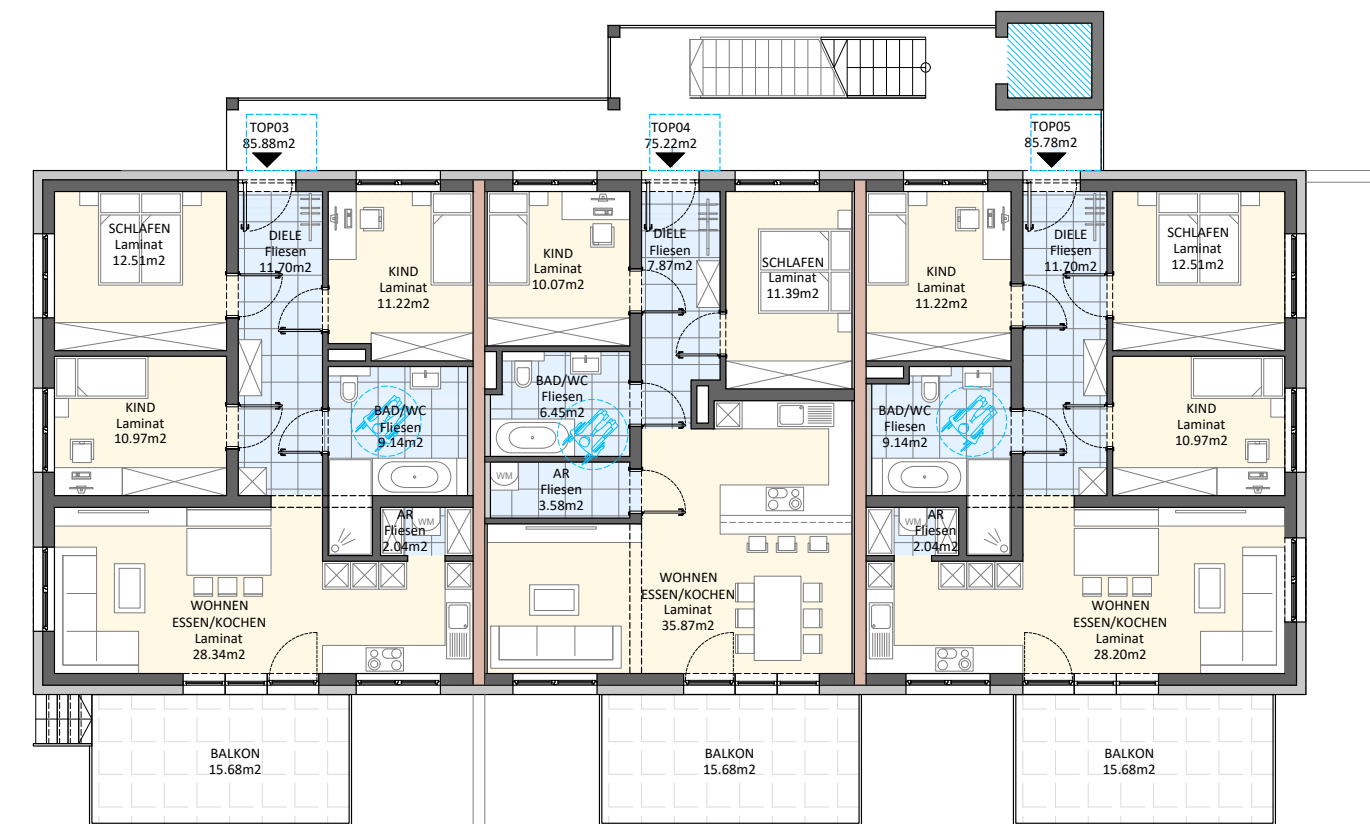 TOP03
85.88m2
TOP04
75.22m2
TOP05
85.78m2
SCHLAFEN
Laminat
12.51m2
DIELE
Fliesen
11.70m2
KIND
Laminat
11.22m2
KIND
Laminat
10.07m2
DIELE
Fliesen
7.87m2
SCHLAFEN
Laminat
11.39m2
KIND
Laminat
11.22m2
DIELE
Fliesen
11.70m2
SCHLAFEN
Laminat
12.51m2
KIND
Laminat
10.97m2
BAD/WC
Fliesen
9.14m2
BAD/WC
Fliesen
6.45m2
BAD/WC
Fliesen
9.14m2
KIND
Laminat
10.97m2
AR
Fliesen
2.04m2
WM
WM
AR
Fliesen
3.58m2
WM
AR
Fliesen
2.04m2
WOHNEN
ESSEN/KOCHEN
Laminat
28.34m2
WOHNEN
ESSEN/KOCHEN
Laminat
35.87m2
WOHNEN
ESSEN/KOCHEN
Laminat
28.20m2
BALKON
15.68m2
BALKON
15.68m2
BALKON
15.68m2